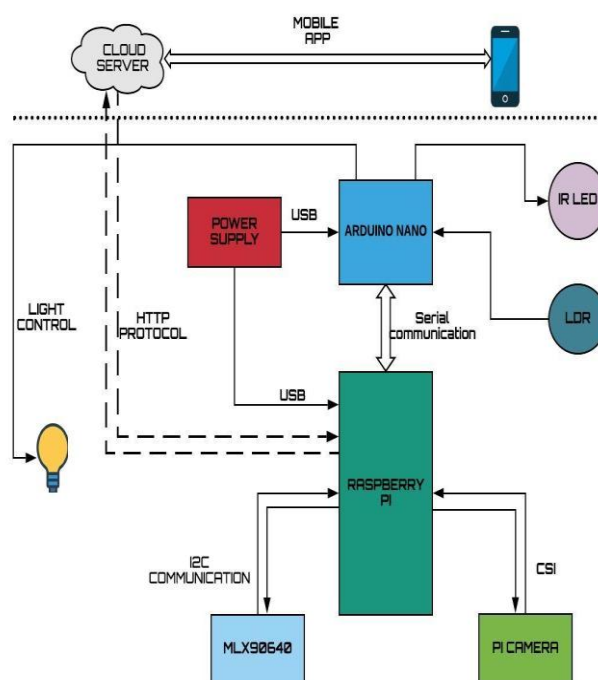 MOBILE
APP
CLOUD
SERVER
IR LED
USB
POWER
SUPPLY
ARDUINO NANO
LIGHT
CONTROL
HTTP
PROTOCOL
Serial
communication
LDR
USB
RASPBERRY
PI
I2C
COMMUNICATION
CSI
MLX90640
PI CAMERA